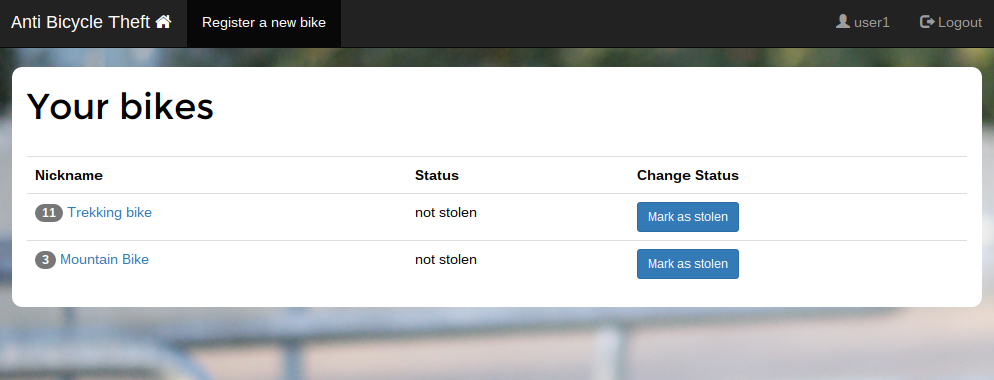 Anti Bicycle Theft Register a new bike user1 Logout
Your bikes
Nickname Status Change Status
11 Trekking bike not stolen Mark as stolen
3 Mountain Bike not stolen Mark as stolen